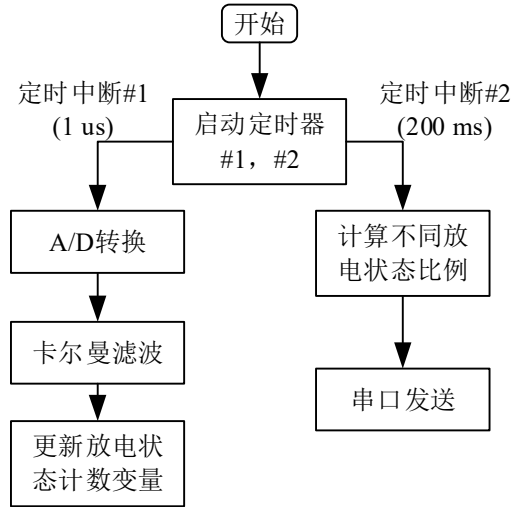 开始
定时中断#1
(1 us)
定时中断#2
(200 ms)
启动定时器
#1，#2
A/D转换
卡尔曼滤波
更新放电状
态计数变量
计算不同放
电状态比例
串口发送